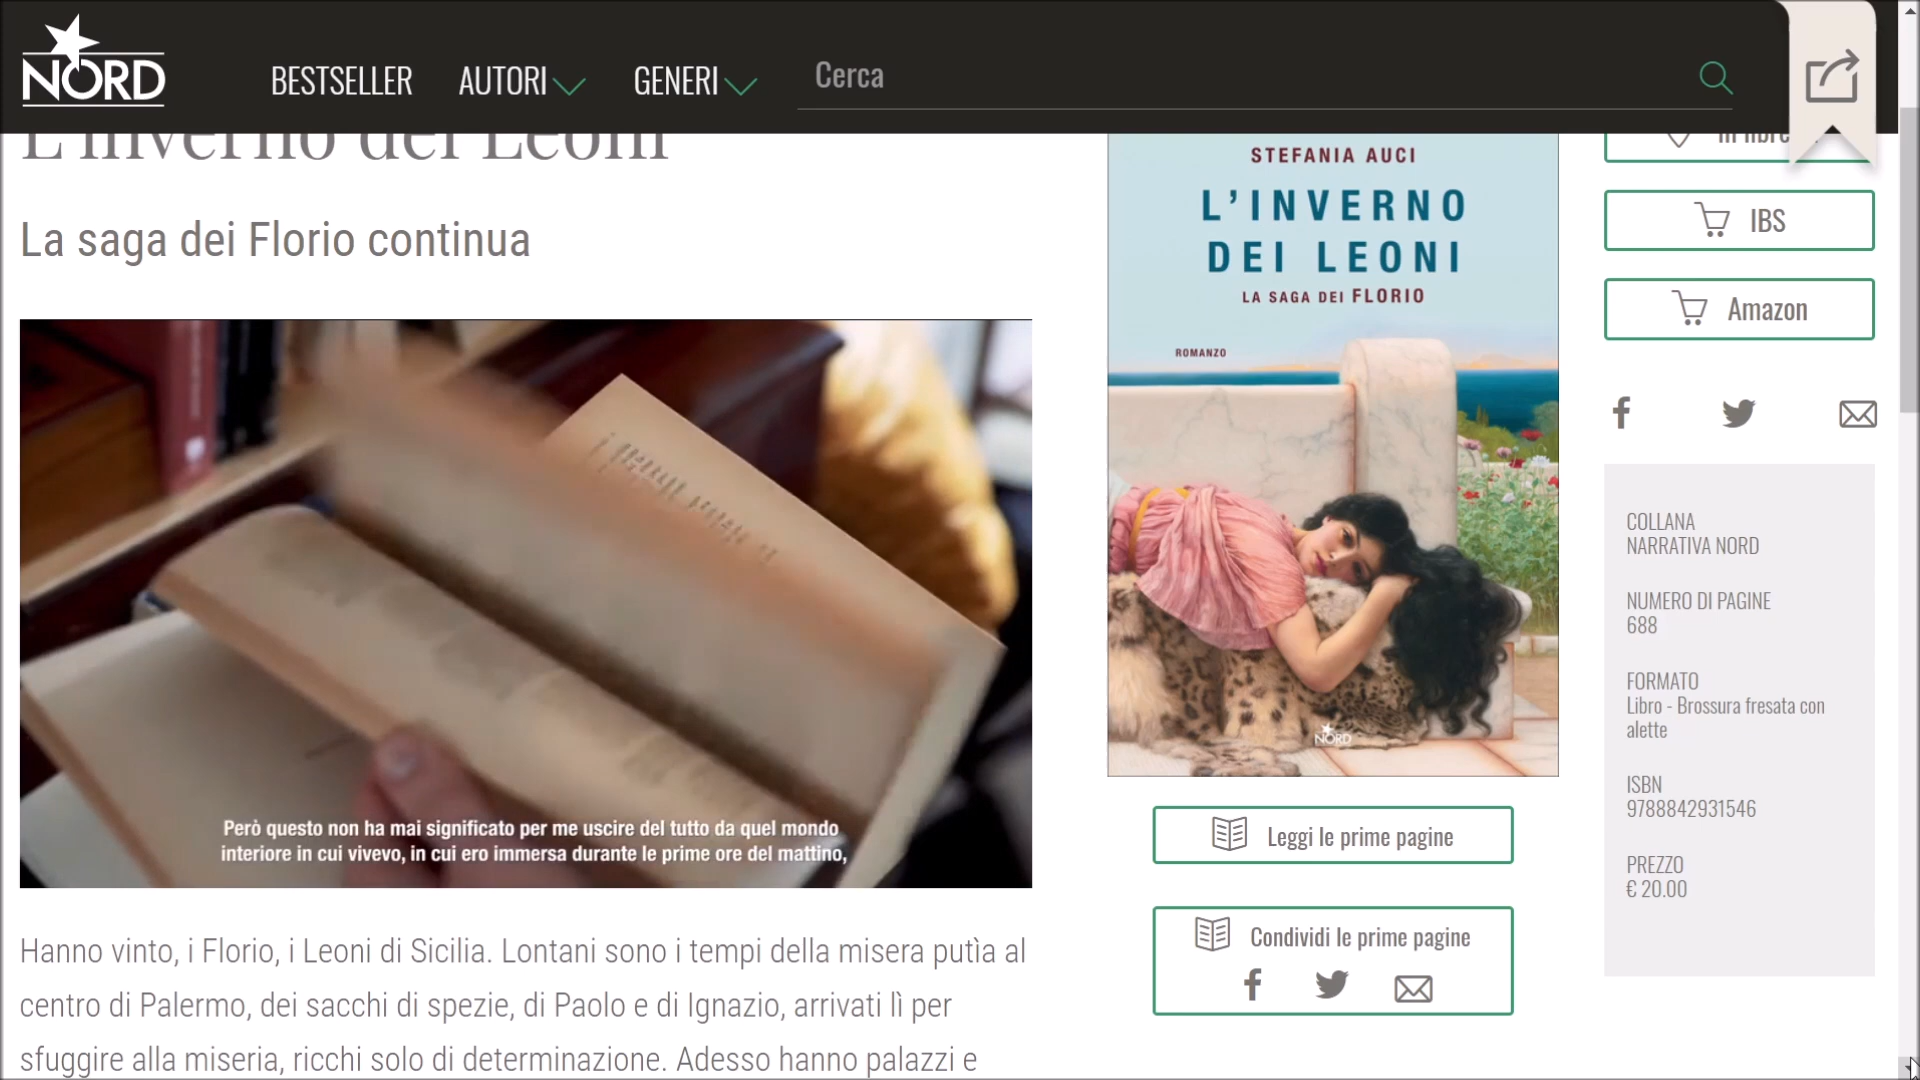 NORD
BESTSELLER
AUTORI
GENERI
Cerca
L'inverno dei Leoni
La saga dei Florio continua
Però questo non ha mai significato per me uscire del tutto da quel mondo
interiore in cui vivevo, in cui ero immersa durante le prime ore del mattino,
Hanno vinto, i Florio, i Leoni di Sicilia. Lontani sono i tempi della misera putìa al
centro di Palermo, dei sacchi di spezie, di Paolo e di Ignazio, arrivati lì per
sfuggire alla miseria, ricchi solo di determinazione. Adesso hanno palazzi e
STEFANIA AUCI
L'INVERNO
DEI LEONI
LA SAGA DEI FLORIO
ROMANZO
NORD
Leggi le prime pagine
Condividi le prime pagine
IBS
Amazon
COLLANA
NARRATIVA NORD
NUMERO DI PAGINE
688
FORMATO
Libro - Brossura fresata con
alette
ISBN
9788842931546
PREZZO
€ 20.00